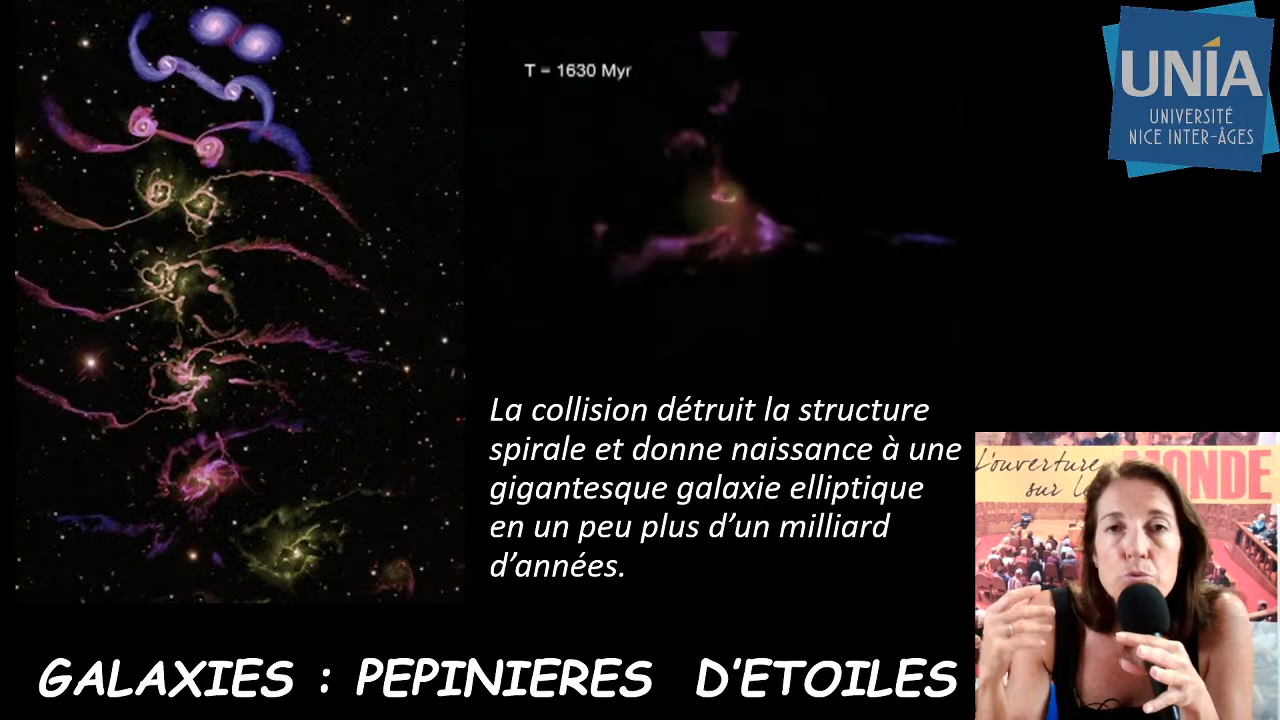 T = 1630 Myr
UNÍA
UNIVERSITÉ
NICE INTER-ÂGES
La collision détruit la structure
spirale et donne naissance à une
gigantesque galaxie elliptique
en un peu plus d’un milliard
d’années.
L'ouverture
sur l
MONDE
GALAXIES : PEPINIERES D’ETOILES